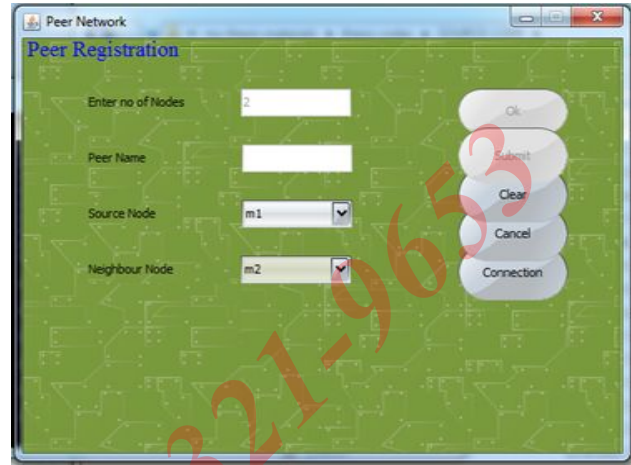 Peer Network
Peer Registration
Enter no of Nodes 2
Ok
Peer Name
Submit
Clear
Source Node m1
Cancel
Neighbour Node m2
Connection
321-9653